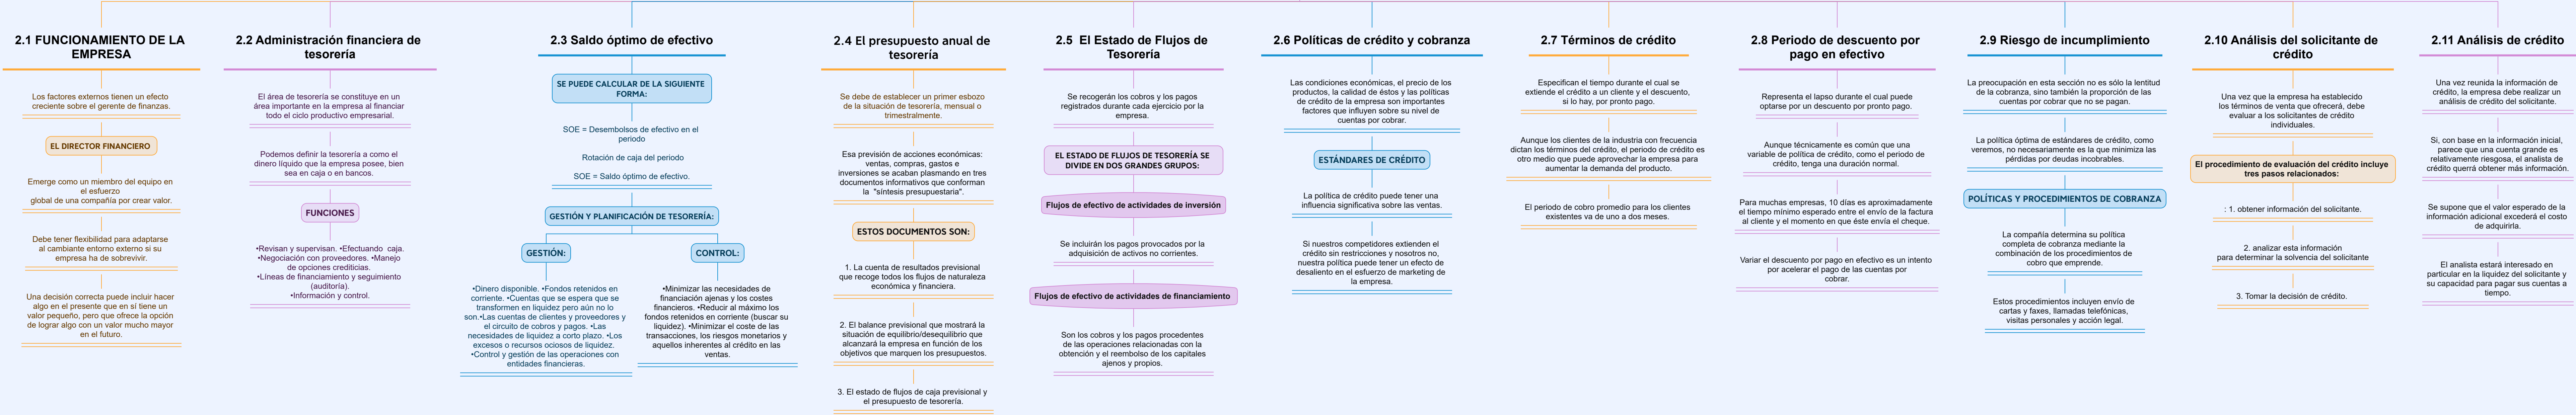 2.1 FUNCIONAMIENTO DE LA
EMPRESA
Los factores externos tienen un efecto
creciente sobre el gerente de finanzas.
EL DIRECTOR FINANCIERO
Emerge como un miembro del equipo en
el esfuerzo
global de una compañía por crear valor.
Debe tener flexibilidad para adaptarse
al cambiante entorno externo si su
empresa ha de sobrevivir.
Una decisión correcta puede incluir hacer
algo en el presente que en sí tiene un
valor pequeño, pero que ofrece la opción
de lograr algo con un valor mucho mayor
en el futuro.
2.2 Administración financiera de
tesorería
El área de tesorería se constituye en un
área importante en la empresa al financiar
todo el ciclo productivo empresarial.
Podemos definir la tesorería a como el
dinero líquido que la empresa posee, bien
sea en caja o en bancos.
FUNCIONES
•Revisan y supervisan. •Efectuando  caja.
•Negociación con proveedores. •Manejo
de opciones crediticias.
•Líneas de financiamiento y seguimiento
(auditoría).
•Información y control.
2.3 Saldo óptimo de efectivo
SE PUEDE CALCULAR DE LA SIGUIENTE
FORMA:
SOE = Desembolsos de efectivo en el
periodo
Rotación de caja del periodo
SOE = Saldo óptimo de efectivo.
GESTIÓN Y PLANIFICACIÓN DE TESORERÍA:
GESTIÓN:
•Dinero disponible. •Fondos retenidos en
corriente. •Cuentas que se espera que se
transformen en liquidez pero aún no lo
son.•Las cuentas de clientes y proveedores y
el circuito de cobros y pagos. •Las
necesidades de liquidez a corto plazo. •Los
excesos o recursos ociosos de liquidez.
•Control y gestión de las operaciones con
entidades financieras.
CONTROL:
•Minimizar las necesidades de
financiación ajenas y los costes
financieros. •Reducir al máximo los
fondos retenidos en corriente (buscar su
liquidez). •Minimizar el coste de las
transacciones, los riesgos monetarios y
aquellos inherentes al crédito en las
ventas.
2.4 El presupuesto anual de
tesorería
Se debe de establecer un primer esbozo
de la situación de tesorería, mensual o
trimestralmente.
Esa previsión de acciones económicas:
ventas, compras, gastos e
inversiones se acaban plasmando en tres
documentos informativos que conforman
la  "síntesis presupuestaria".
ESTOS DOCUMENTOS SON:
1. La cuenta de resultados previsional
que recoge todos los flujos de naturaleza
económica y financiera.
2. El balance previsional que mostrará la
situación de equilibrio/desequilibrio que
alcanzará la empresa en función de los
objetivos que marquen los presupuestos.
3. El estado de flujos de caja previsional y
el presupuesto de tesorería.
2.5  El Estado de Flujos de
Tesorería
Se recogerán los cobros y los pagos
registrados durante cada ejercicio por la
empresa.
EL ESTADO DE FLUJOS DE TESORERÍA SE
DIVIDE EN DOS GRANDES GRUPOS:
Flujos de efectivo de actividades de inversión
Se incluirán los pagos provocados por la
adquisición de activos no corrientes.
Flujos de efectivo de actividades de financiamiento
Son los cobros y los pagos procedentes
de las operaciones relacionadas con la
obtención y el reembolso de los capitales
ajenos y propios.
2.6 Políticas de crédito y cobranza
Las condiciones económicas, el precio de los
productos, la calidad de éstos y las políticas
de crédito de la empresa son importantes
factores que influyen sobre su nivel de
cuentas por cobrar.
ESTÁNDARES DE CRÉDITO
La política de crédito puede tener una
influencia significativa sobre las ventas.
Si nuestros competidores extienden el
crédito sin restricciones y nosotros no,
nuestra política puede tener un efecto de
desaliento en el esfuerzo de marketing de
la empresa.
2.7 Términos de crédito
Especifican el tiempo durante el cual se
extiende el crédito a un cliente y el descuento,
si lo hay, por pronto pago.
Aunque los clientes de la industria con frecuencia
dictan los términos del crédito, el periodo de crédito es
otro medio que puede aprovechar la empresa para
aumentar la demanda del producto.
El periodo de cobro promedio para los clientes
existentes va de uno a dos meses.
2.8 Periodo de descuento por
pago en efectivo
Representa el lapso durante el cual puede
optarse por un descuento por pronto pago.
Aunque técnicamente es común que una
variable de política de crédito, como el periodo de
crédito, tenga una duración normal.
Para muchas empresas, 10 días es aproximadamente
el tiempo mínimo esperado entre el envío de la factura
al cliente y el momento en que éste envía el cheque.
Variar el descuento por pago en efectivo es un intento
por acelerar el pago de las cuentas por
cobrar.
2.9 Riesgo de incumplimiento
La preocupación en esta sección no es sólo la lentitud
de la cobranza, sino también la proporción de las
cuentas por cobrar que no se pagan.
La política óptima de estándares de crédito, como
veremos, no necesariamente es la que minimiza las
pérdidas por deudas incobrables.
POLÍTICAS Y PROCEDIMIENTOS DE COBRANZA
La compañía determina su política
completa de cobranza mediante la
combinación de los procedimientos de
cobro que emprende.
Estos procedimientos incluyen envío de
cartas y faxes, llamadas telefónicas,
visitas personales y acción legal.
2.10 Análisis del solicitante de
crédito
Una vez que la empresa ha establecido
los términos de venta que ofrecerá, debe
evaluar a los solicitantes de crédito
individuales.
El procedimiento de evaluación del crédito incluye
tres pasos relacionados:
: 1. obtener información del solicitante.
2. analizar esta información
para determinar la solvencia del solicitante
3. Tomar la decisión de crédito.
2.11 Análisis de crédito
Una vez reunida la información de
crédito, la empresa debe realizar un
análisis de crédito del solicitante.
Si, con base en la información inicial,
parece que una cuenta grande es
relativamente riesgosa, el analista de
crédito querrá obtener más información.
Se supone que el valor esperado de la
información adicional excederá el costo
de adquirirla.
El analista estará interesado en
particular en la liquidez del solicitante y
su capacidad para pagar sus cuentas a
tiempo.